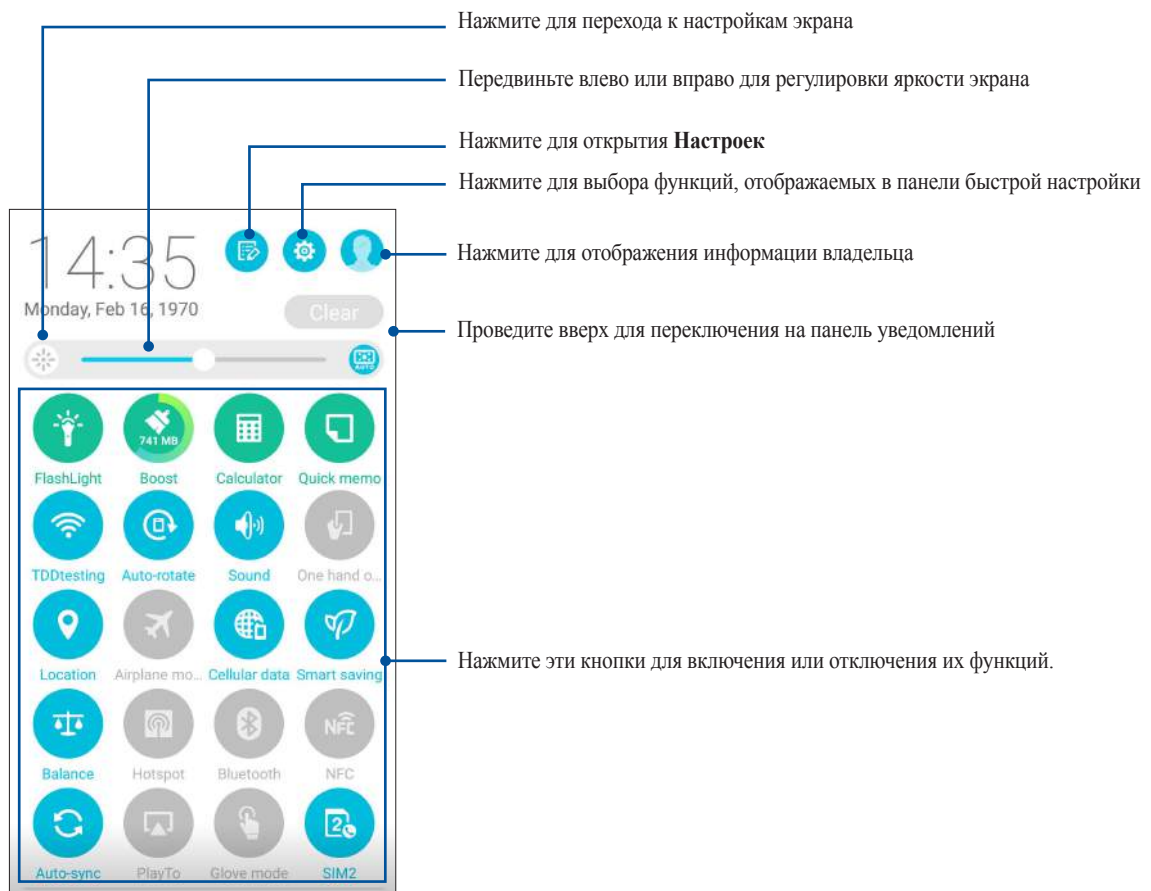 Нажмите для перехода к настройкам экрана
Передвиньте влево или вправо для регулировки яркости экрана
Нажмите для открытия Настроек
Нажмите для выбора функций, отображаемых в панели быстрой настройки
14:35
Нажмите для отображения информации владельца
Monday, Feb 16, 1970
Clear
Проведите вверх для переключения на панель уведомлений
AUTO
741 MB
FlashLight Boost Calculator Quick memo
TDDtesting Auto-rotate Sound One hand o...
Нажмите эти кнопки для включения или отключения их функций.
Location Airplane mo... Cellular data Smart saving
NFC
Balance Hotspot Bluetooth NFC
2
Auto-sync PlayTo Glove mode SIM2